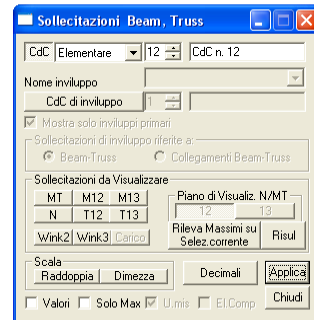 Sollecitazioni Beam, Truss
CdC Elementare 12 CdC n. 12
Nome inviluppo
CdC di inviluppo 1
Mostra solo inviluppi primari
Sollecitazioni di inviluppo riferite a:
Beam-Truss Collegamenti Beam-Truss
Sollecitazioni da Visualizzare
MT M12 M13 Piano di Visualiz. N/MT
N T12 T13 12 13
Wink2 Wink3 Carico Rileva Massimi su Selez.corrente Risul
Scala
Raddoppia Dimezza Decimali Applica
Valori Solo Max U.mis El.Comp Chiudi